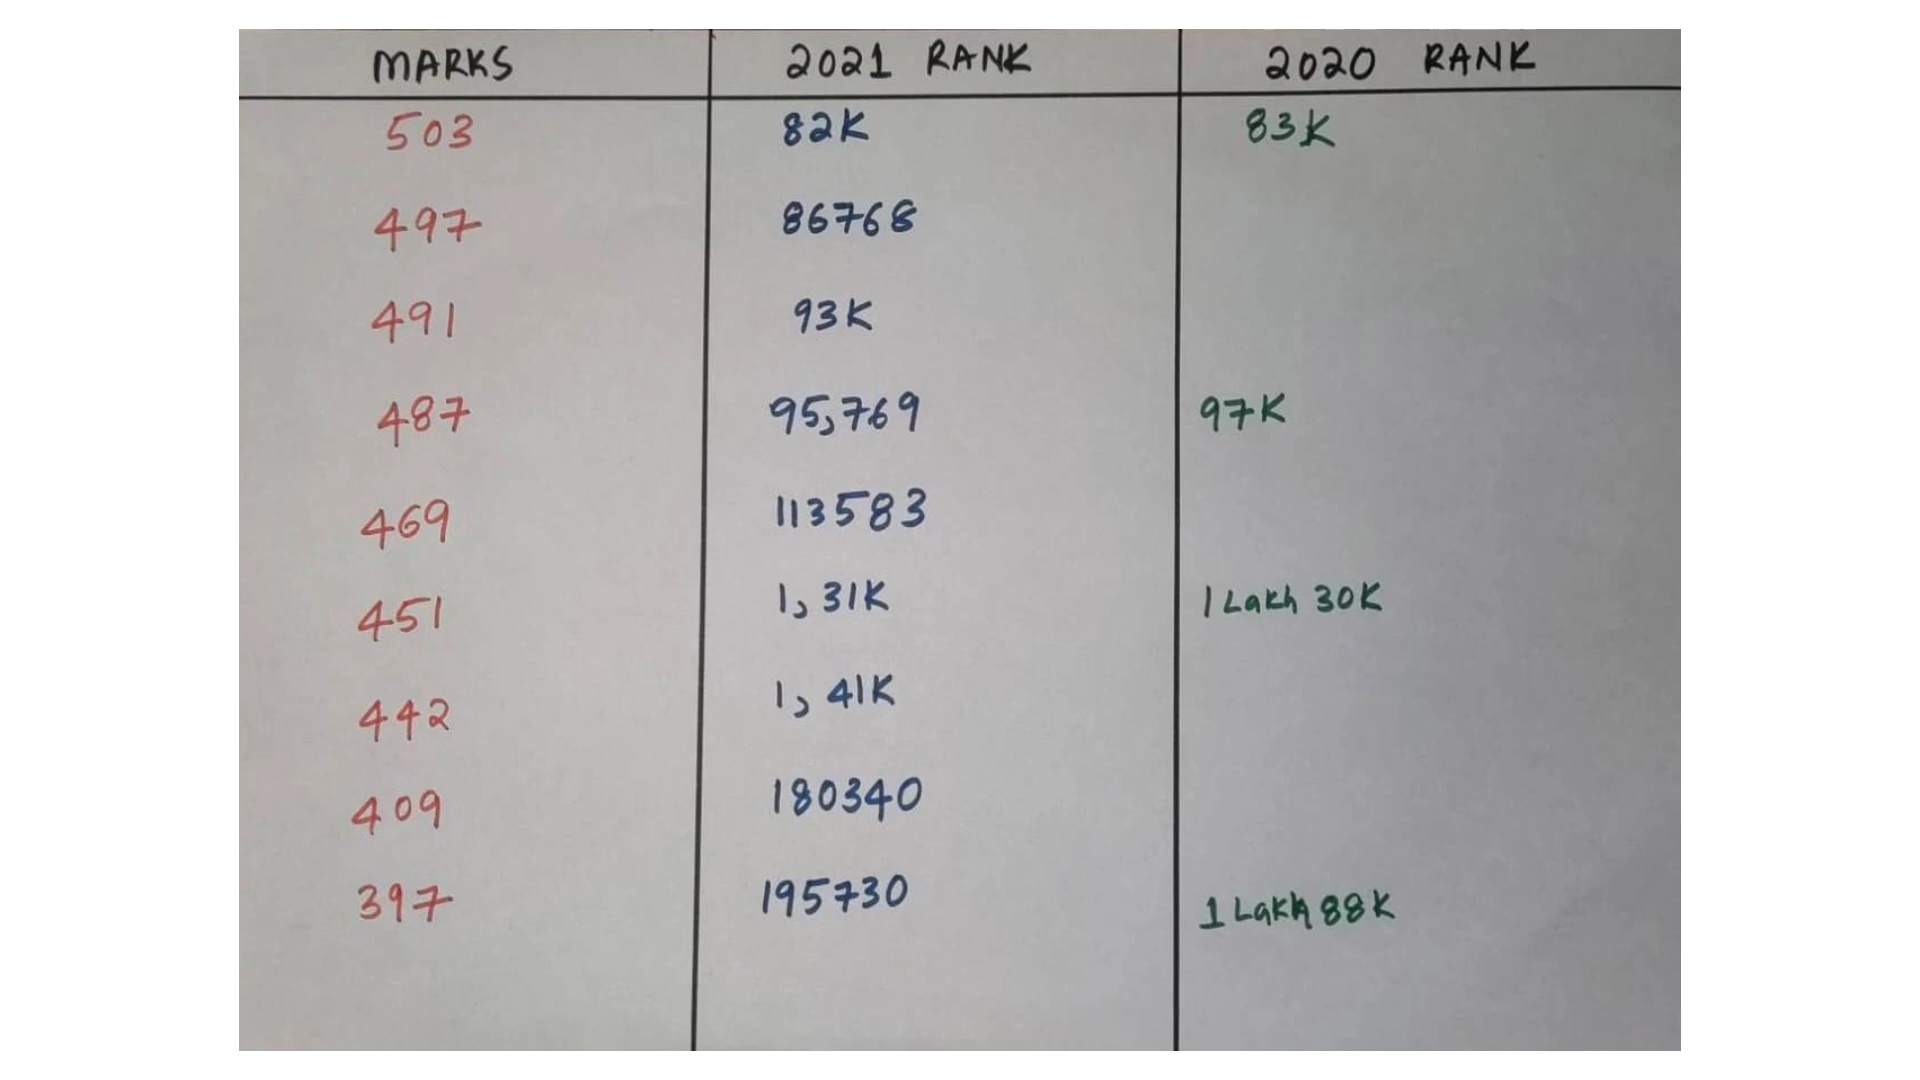 MARKS 2021 RANK 2020 RANK
503 82K 83K
497 86768
491 93K
487 95,769 97K
469 113583
451 1, 31K 1 Lakh 30K
442 1, 41K
409 180340
397 195730 1 Lakh 88K